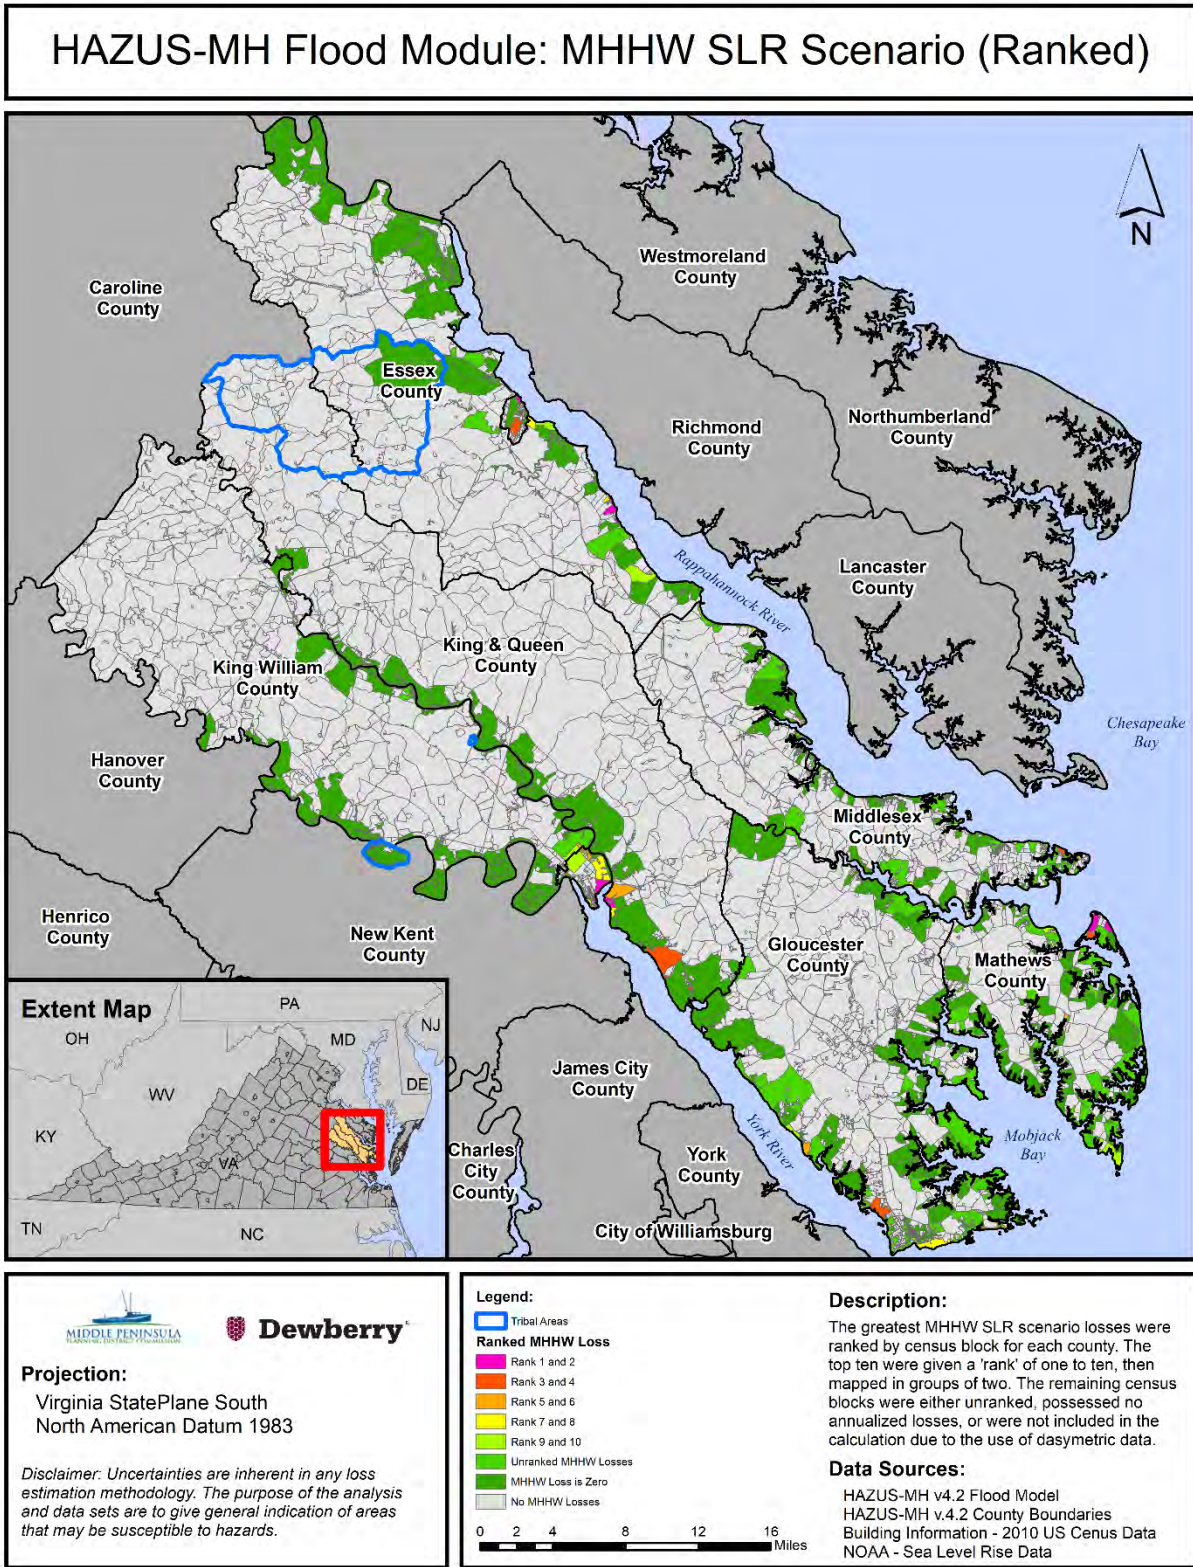 HAZUS-MH Flood Module: MHHW SLR Scenario (Ranked)
N
Westmoreland
County
Caroline
County
Essex
County
Richmond
County
Northumberland
County
Lancaster
County
Rappahannock River
King & Queen
County
King William
County
Chesapeake
Bay
Hanover
County
Middlesex
County
Henrico
County
New Kent
County
Gloucester
County
Mathews
County
James City
County
York River
Mobjack
Bay
Charles
City
County
York
County
City of Williamsburg
Extent Map
PA
OH
MD
NJ
WV
DE
KY
VA
TN
NC
MIDDLE PENINSULA
PLANNING DISTRICT COMMISSION
Dewberry
Projection:
Virginia StatePlane South
North American Datum 1983
Disclaimer: Uncertainties are inherent in any loss
estimation methodology. The purpose of the analysis
and data sets are to give general indication of areas
that may be susceptible to hazards.
Legend:
Tribal Areas
Ranked MHHW Loss
Rank 1 and 2
Rank 3 and 4
Rank 5 and 6
Rank 7 and 8
Rank 9 and 10
Unranked MHHW Losses
MHHW Loss is Zero
No MHHW Losses
0 2 4 8 12 16
Miles
Description:
The greatest MHHW SLR scenario losses were
ranked by census block for each county. The
top ten were given a 'rank' of one to ten, then
mapped in groups of two. The remaining census
blocks were either unranked, possessed no
annualized losses, or were not included in the
calculation due to the use of dasymetric data.
Data Sources:
HAZUS-MH v4.2 Flood Model
HAZUS-MH v.4.2 County Boundaries
Building Information - 2010 US Cenus Data
NOAA - Sea Level Rise Data